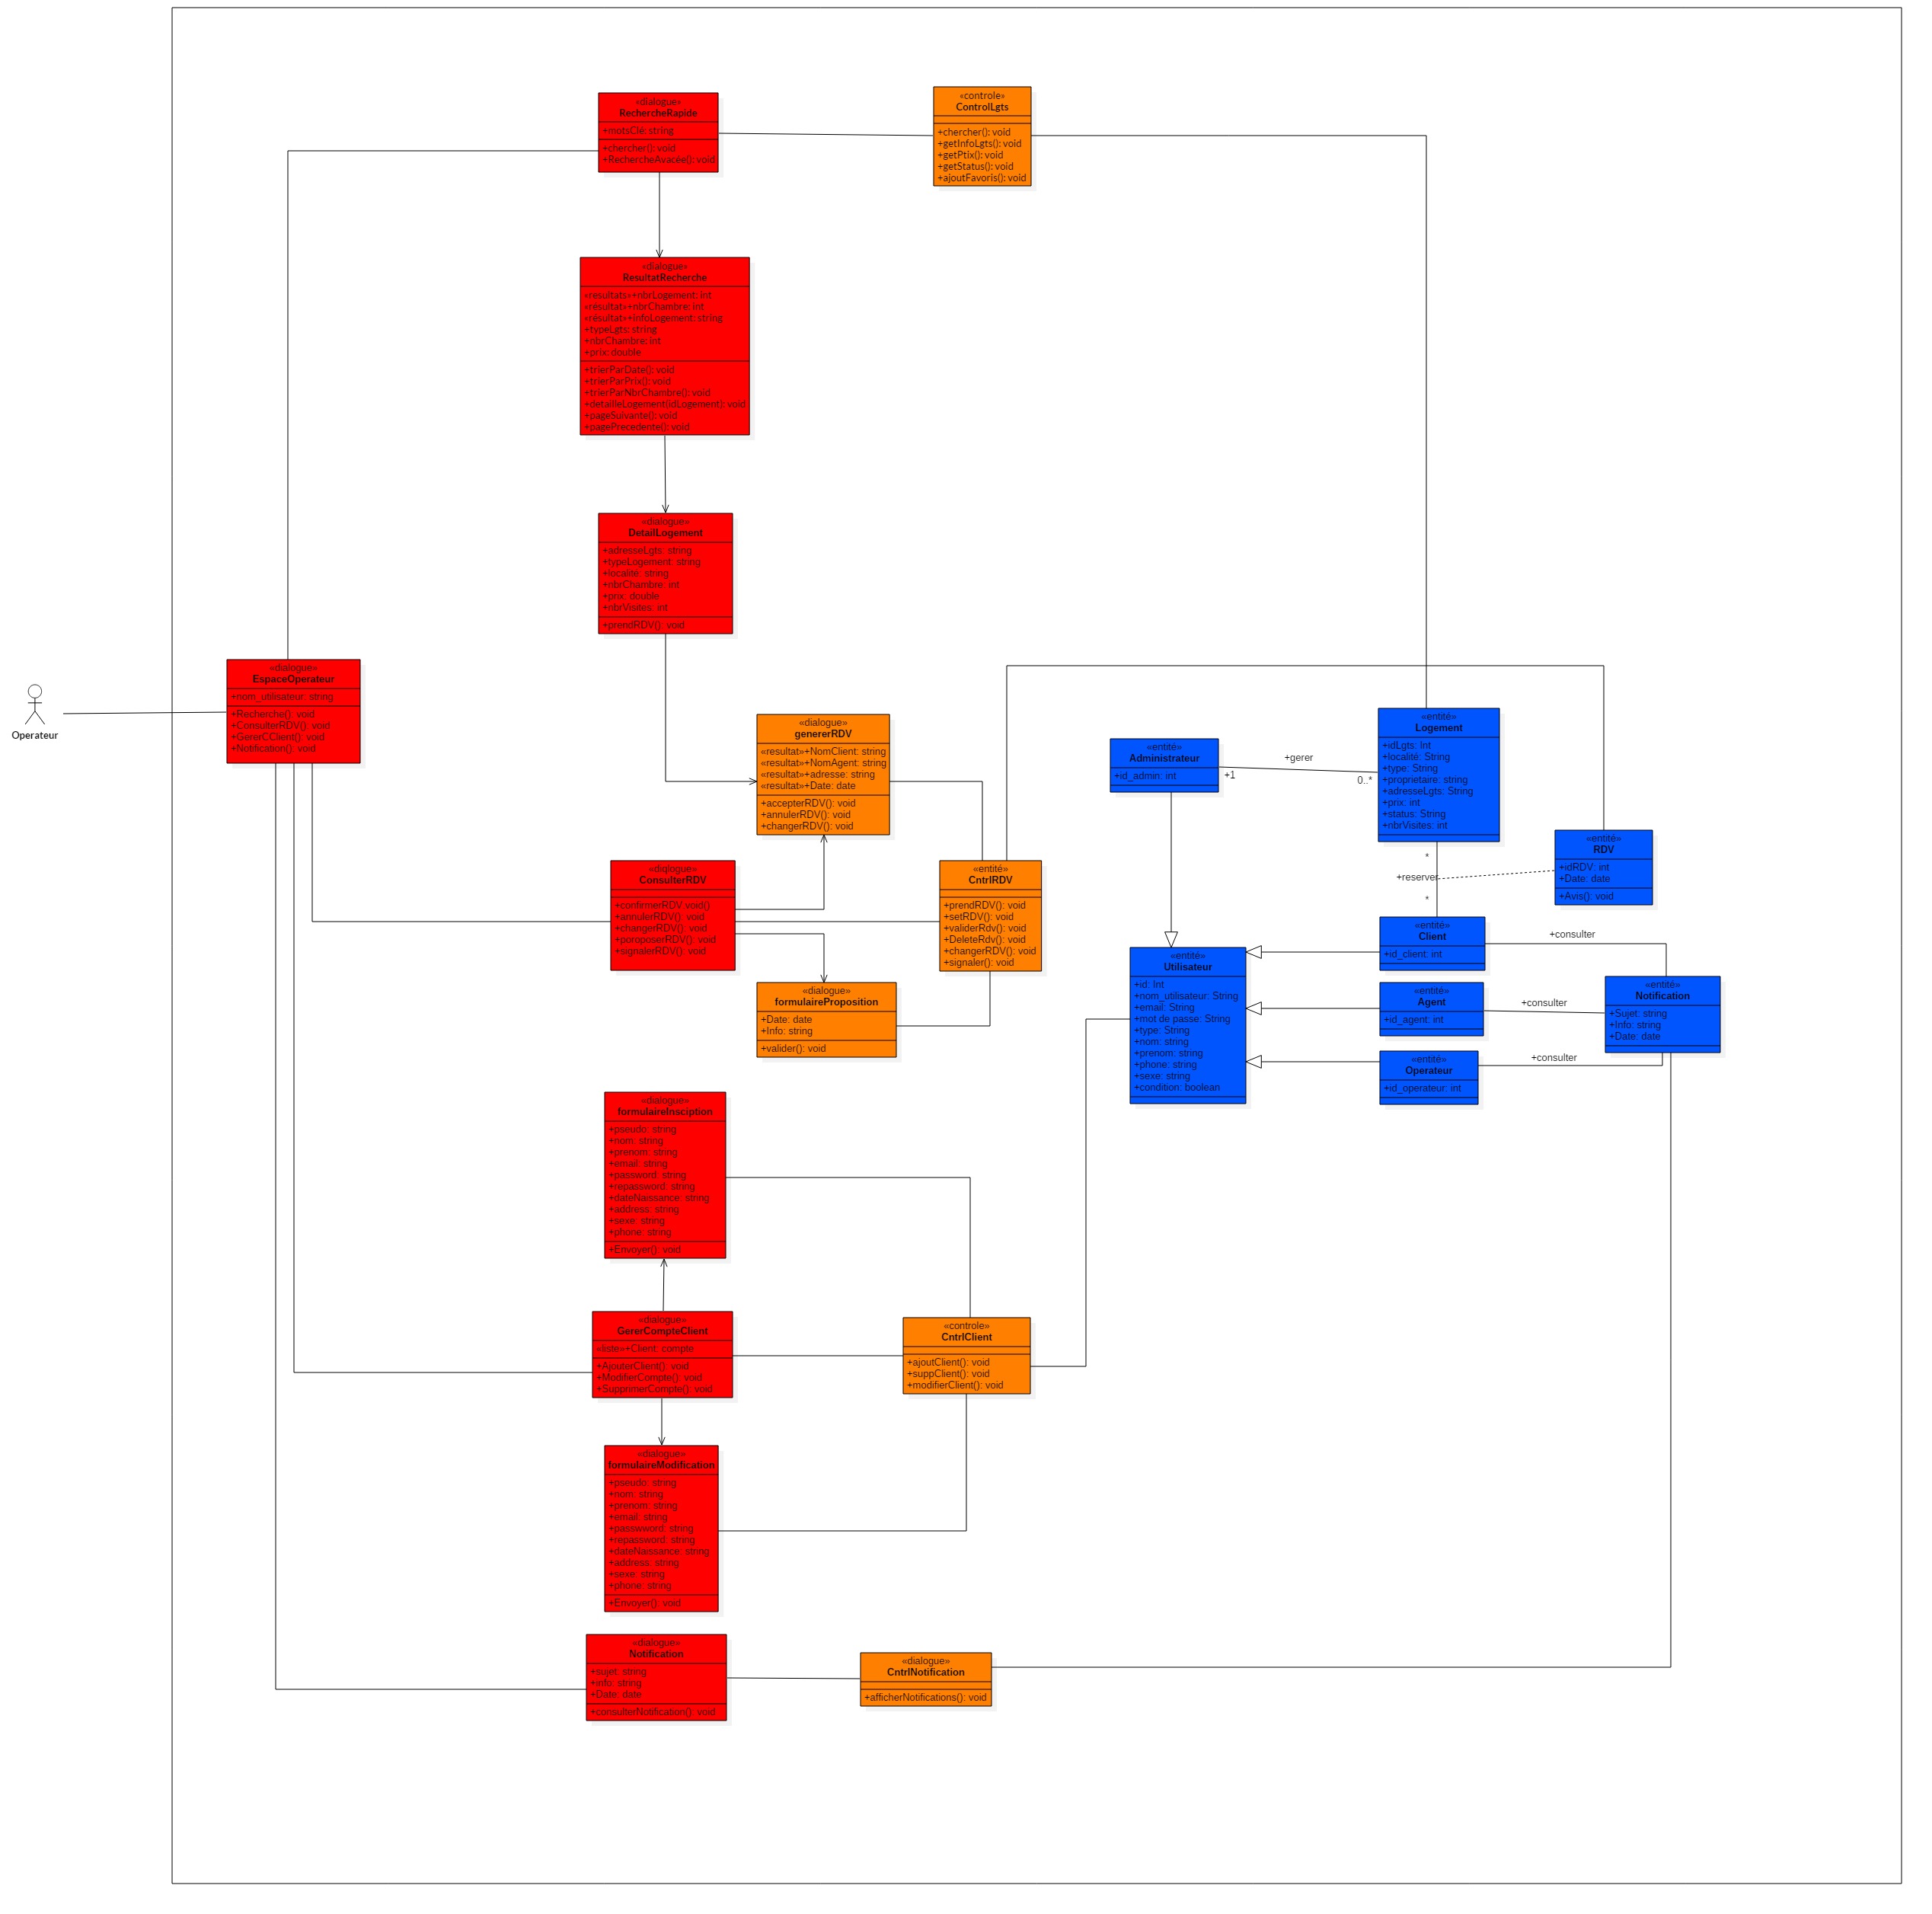 «dialogue»
RechercheRapide
+motsClé: string
+chercher(): void
+RechercheAvacée(): void
«controle»
ControlLgts
+chercher(): void
+getInfoLgts(): void
+getPtix(): void
+getStatus(): void
+ajoutFavoris(): void
«dialogue»
ResultatRecherche
«resultats»+nbrLogement: int
«résultat»+nbrChambre: int
«résultat»+infoLogement: string
+typeLgts: string
+nbrChambre: int
+prix: double
+trierParDate(): void
+trierParPrix(): void
+trierParNbrChambre(): void
+détailleLogement(idLogement): void
+pageSuivante(): void
+pagePrecedente(): void
«dialogue»
DetailLogement
+adresseLgts: string
+typeLogement: string
+localité: string
+nbrChambre: int
+prix: double
+nbrVisites: int
+prendRDV(): void
Operateur
«dialogue»
EspaceOperateur
+nom_utilisateur: string
+Recherche(): void
+ConsulterRDV(): void
+GererCClient(): void
+Notification(): void
«dialogue»
genererRDV
«resultat»+NomClient: string
«resultat»+NomAgent: string
«resultat»+adresse: string
«resultat»+Date: date
+accepterRDV(): void
+annulerRDV(): void
+changerRDV(): void
«diqlogue»
ConsulterRDV
+confirmerRDV:void()
+annulerRDV(): void
+changerRDV(): void
+poroposerRDV(): void
+signalerRDV(): void
«entité»
CntrlRDV
+prendRDV(): void
+setRDV(): void
+validerRdv(): void
+DeleteRdv(): void
+changerRDV(): void
+signaler(): void
«dialogue»
formulaireProposition
+Date: date
+Info: string
+valider(): void
«entité»
Administrateur
+id_admin: int
+gerer
+1
0..*
«entité»
Logement
+idLgts: Int
+localité: String
+type: String
+proprietaire: string
+adresseLgts: String
+prix: int
+status: String
+nbrVisites: int
*
+reserver
*
«entité»
RDV
+idRDV: int
+Date: date
+Avis(): void
«entité»
Client
+id_client: int
+consulter
«entité»
Utilisateur
+id: Int
+nom_utilisateur: String
+email: String
+mot de passe: String
+type: String
+nom: string
+prenom: string
+phone: string
+sexe: string
+condition: boolean
«entité»
Agent
+id_agent: int
+consulter
«entité»
Notification
+Sujet: string
+Info: string
+Date: date
«entité»
Operateur
+id_operateur: int
+consulter
«dialogue»
formulaireInsciption
+pseudo: string
+nom: string
+prenom: string
+email: string
+password: string
+repassword: string
+dateNaissance: string
+address: string
+sexe: string
+phone: string
+Envoyer(): void
«dialogue»
GererCompteClient
«liste»+Client: compte
+AjouterClient(): void
+ModifierCompte(): void
+SupprimerCompte(): void
«controle»
CntrlClient
+ajoutClient(): void
+suppClient(): void
+modifierClient(): void
«dialogue»
formulaireModification
+pseudo: string
+nom: string
+prenom: string
+email: string
+passwword: string
+repassword: string
+dateNaissance: string
+address: string
+sexe: string
+phone: string
+Envoyer(): void
«dialogue»
Notification
+sujet: string
+info: string
+Date: date
+consulterNotification(): void
«dialogue»
CntrlNotification
+afficherNotifications(): void